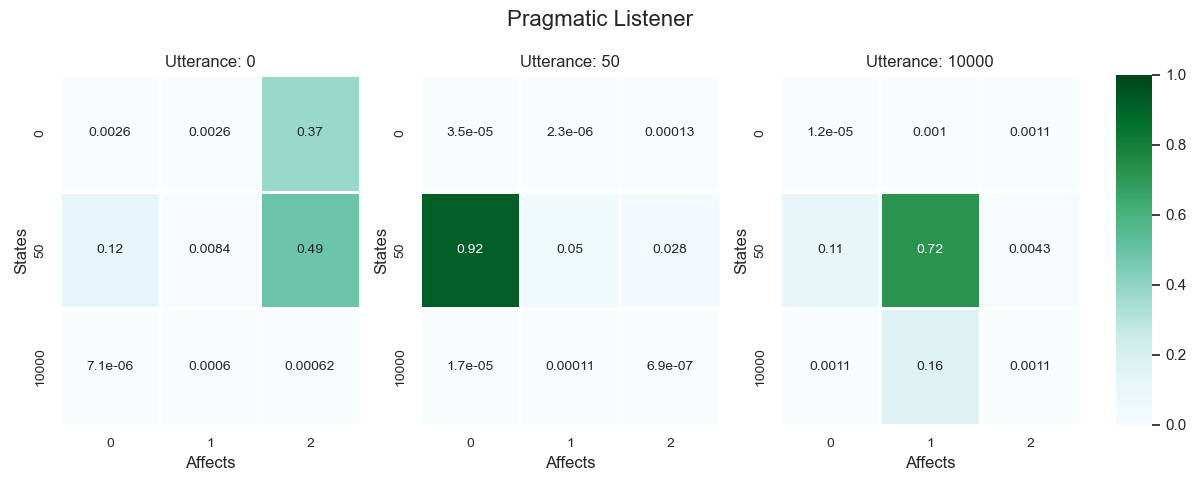 Pragmatic Listener
Utterance: 0
Utterance: 50
Utterance: 10000
States
0
50
10000
0.0026 0.0026 0.37
0.12 0.0084 0.49
7.1e-06 0.0006 0.00062
0 1 2
Affects
States
0
50
10000
3.5e-05 2.3e-06 0.00013
0.92 0.05 0.028
1.7e-05 0.00011 6.9e-07
0 1 2
Affects
States
0
50
10000
1.2e-05 0.001 0.0011
0.11 0.72 0.0043
0.0011 0.16 0.0011
0 1 2
Affects
1.0
0.8
0.6
0.4
0.2
0.0